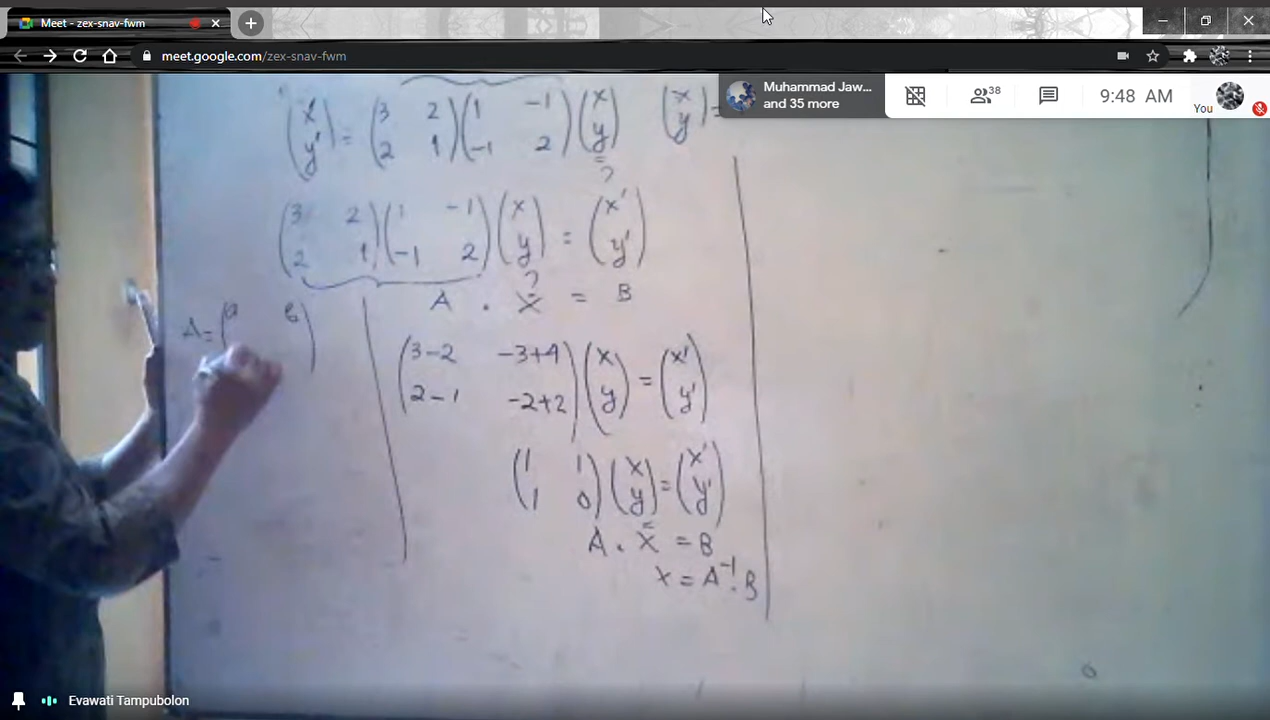 Meet - zex-snav-fwm
meet.google.com/zex-snav-fwm
Muhammad Jaw...
and 35 more
38
9:48 AM
You
(x' y') = (3 2 2 1)(1 -1 -1 2)(x y) (x y) =
?
(3 2 2 1)(1 -1 -1 2)(x y) = (x' y')
?
A . X = B
A = (a b
(3-2 -3+4 2-1 -2+2)(x y) = (x' y')
(1 1 1 0)(x y) = (x' y')
A . X = B
x = A⁻¹ . B
Evawati Tampubolon